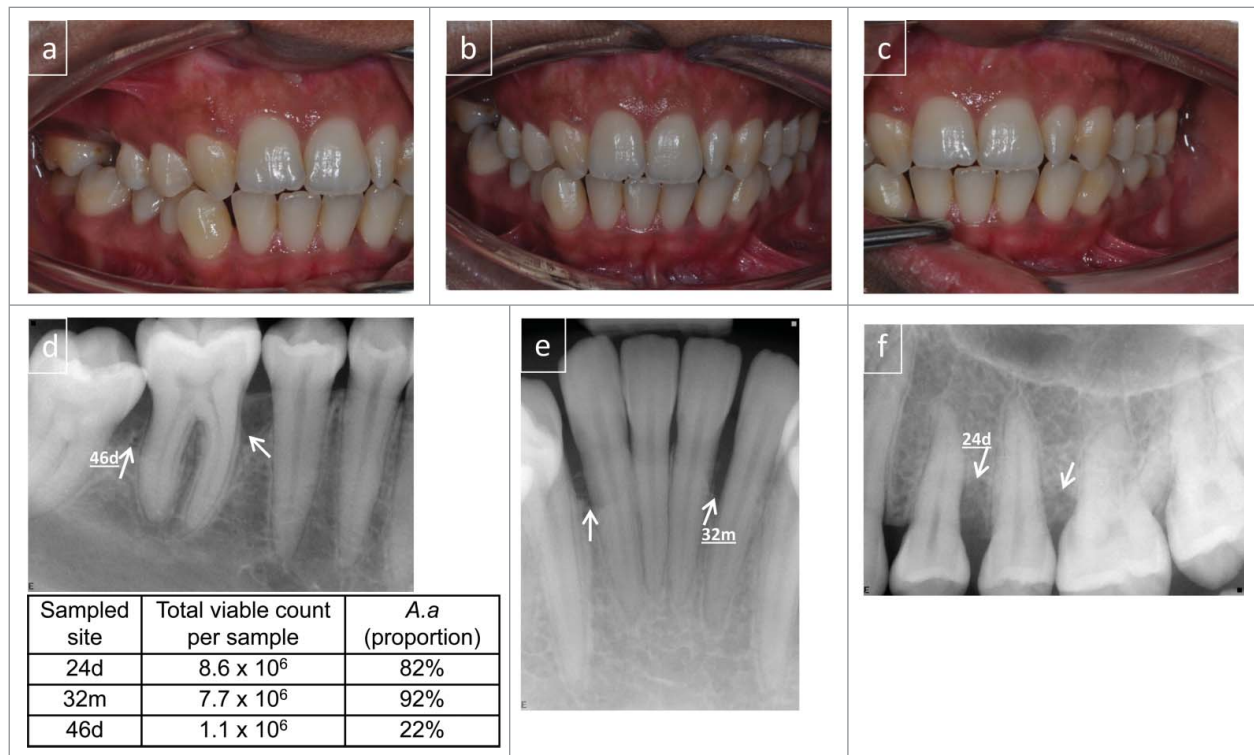 a
b
c
d
46d
E
e
32m
E
f
24d
E
Sampled site
Total viable count per sample
A.a (proportion)
24d
8.6 x 10⁶
82%
32m
7.7 x 10⁶
92%
46d
1.1 x 10⁶
22%